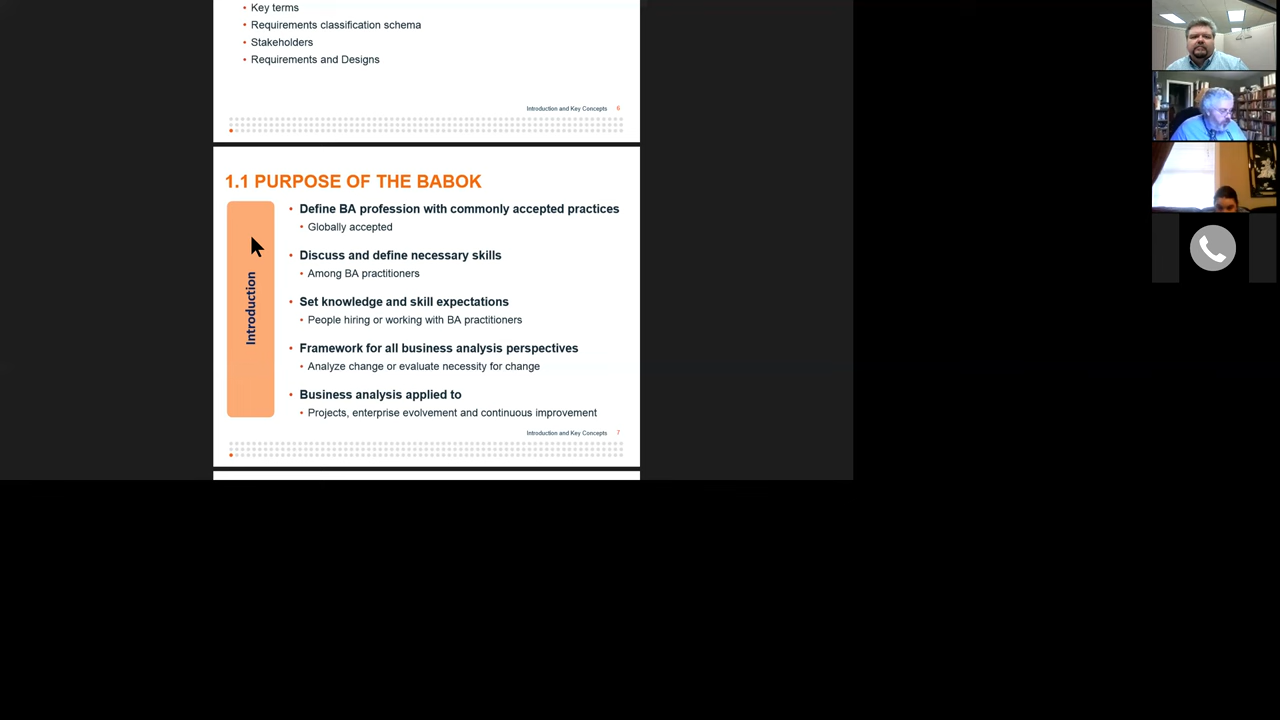 • Key terms
• Requirements classification schema
• Stakeholders
• Requirements and Designs
Introduction and Key Concepts 6
1.1 PURPOSE OF THE BABOK
Introduction
• Define BA profession with commonly accepted practices
• Globally accepted
• Discuss and define necessary skills
• Among BA practitioners
• Set knowledge and skill expectations
• People hiring or working with BA practitioners
• Framework for all business analysis perspectives
• Analyze change or evaluate necessity for change
• Business analysis applied to
• Projects, enterprise evolvement and continuous improvement
Introduction and Key Concepts 7